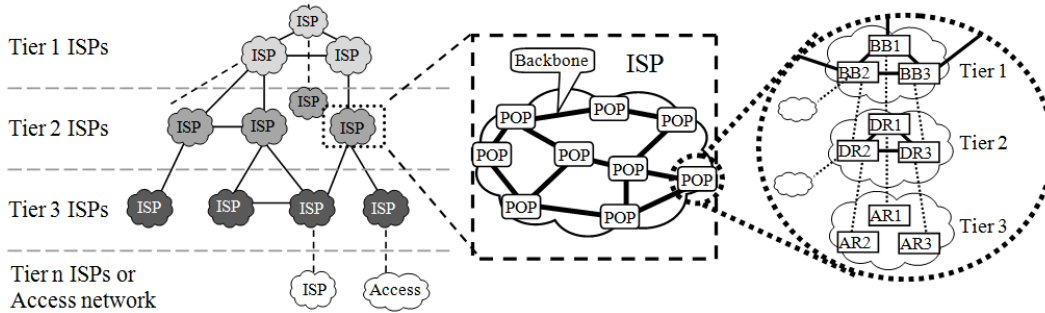 Tier 1 ISPs
ISP
ISP
ISP
Tier 2 ISPs
ISP
ISP
ISP
ISP
Tier 3 ISPs
ISP
ISP
ISP
ISP
Tier n ISPs or
Access network
ISP
Access
Backbone
ISP
POP
POP
POP
POP
POP
POP
POP
POP
POP
POP
BB1
BB2
BB3
Tier 1
DR1
DR2
DR3
Tier 2
AR1
AR2
AR3
Tier 3